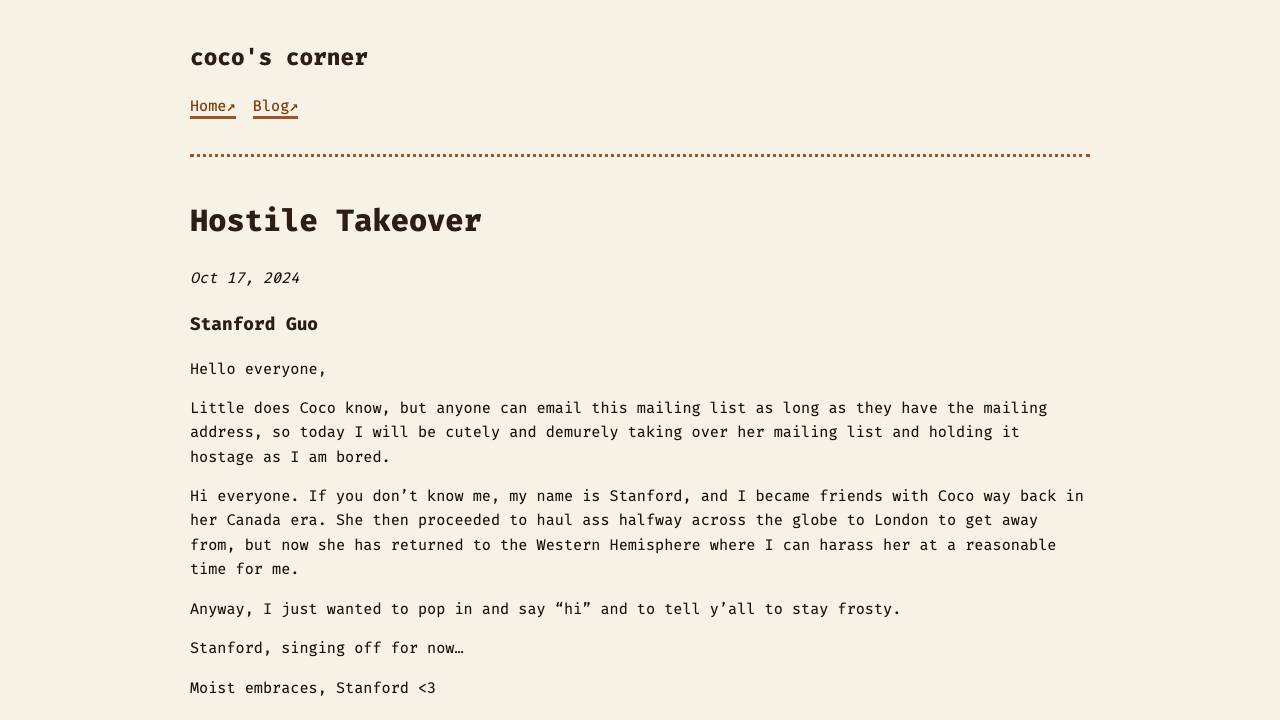 coco's corner
Home↗ Blog↗
Hostile Takeover
Oct 17, 2024
Stanford Guo
Hello everyone,
Little does Coco know, but anyone can email this mailing list as long as they have the mailing
address, so today I will be cutely and demurely taking over her mailing list and holding it
hostage as I am bored.
Hi everyone. If you don’t know me, my name is Stanford, and I became friends with Coco way back in
her Canada era. She then proceeded to haul ass halfway across the globe to London to get away
from, but now she has returned to the Western Hemisphere where I can harass her at a reasonable
time for me.
Anyway, I just wanted to pop in and say “hi” and to tell y’all to stay frosty.
Stanford, singing off for now…
Moist embraces, Stanford <3